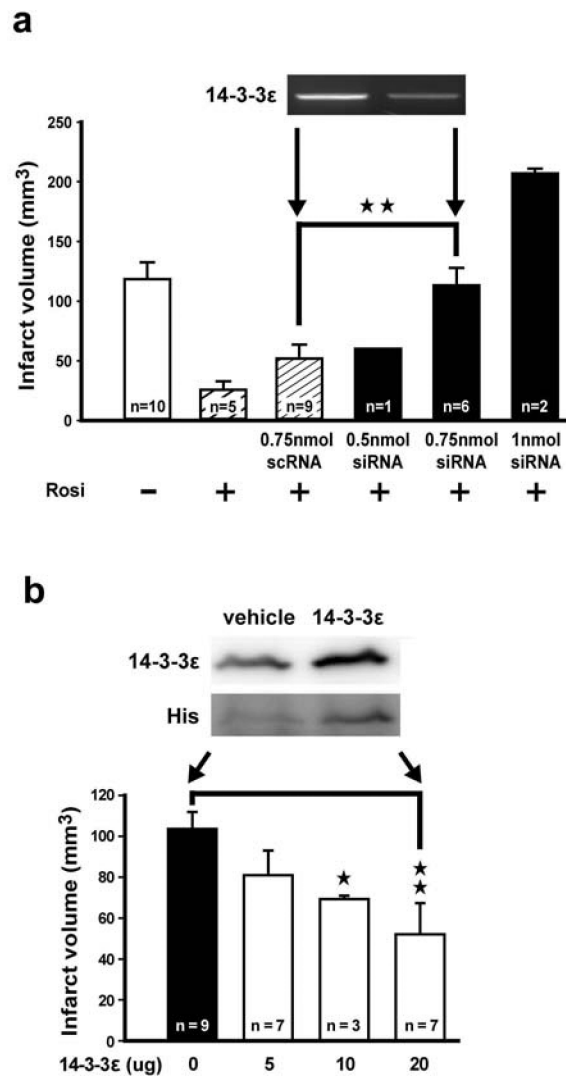 a
14-3-3ε
Infarct volume (mm³)
250
200
150
100
50
0
★★
n=10
n=5
n=9
n=1
n=6
n=2
0.75nmol 0.5nmol 0.75nmol 1nmol
scRNA siRNA siRNA siRNA
Rosi − + + + + +
b
vehicle 14-3-3ε
14-3-3ε
His
Infarct volume (mm³)
120
100
80
60
40
20
0
★
★★
n = 9
n = 7
n = 3
n = 7
14-3-3ε (ug) 0 5 10 20